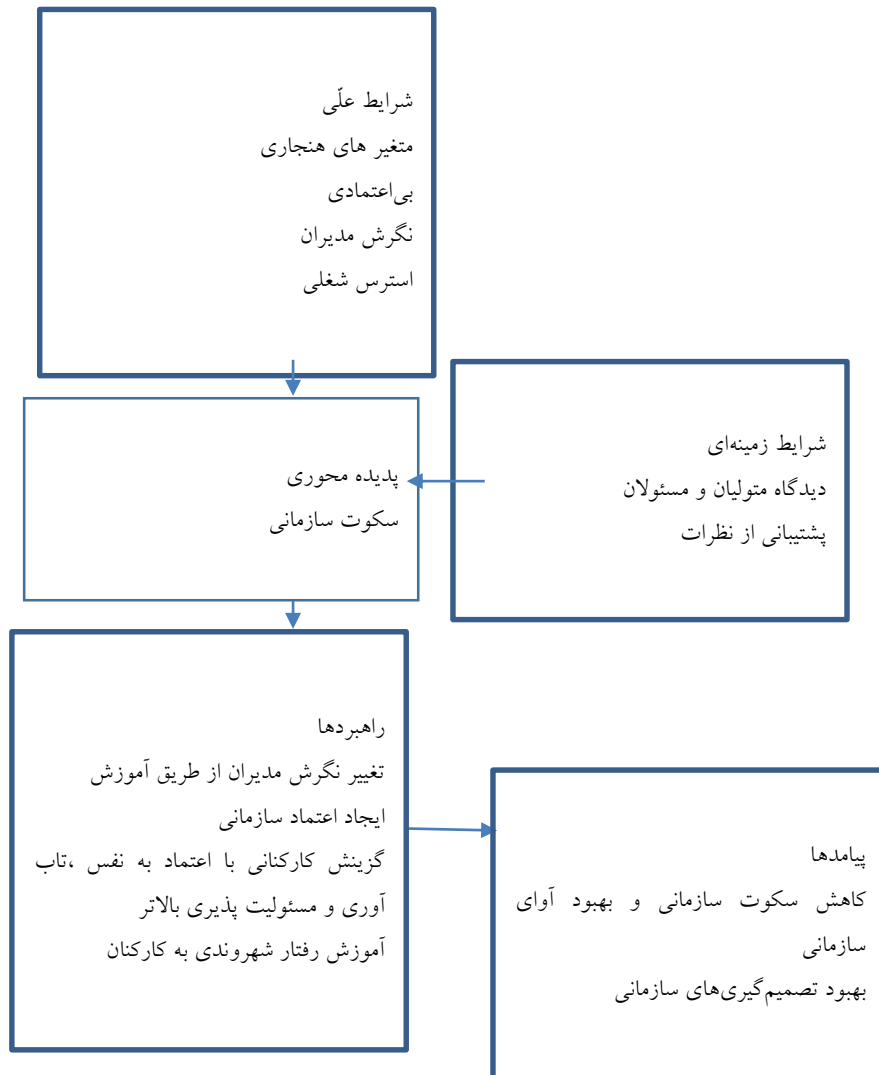 شرایط علّی
متغیر های هنجاری
بی‌اعتمادی
نگرش مدیران
استرس شغلی
شرایط زمینه‌ای
دیدگاه متولیان و مسئولان
پشتیبانی از نظرات
پدیده محوری
سکوت سازمانی
راهبردها
تغییر نگرش مدیران از طریق آموزش
ایجاد اعتماد سازمانی
گزینش کارکنانی با اعتماد به نفس ،تاب
آوری و مسئولیت پذیری بالاتر
آموزش رفتار شهروندی به کارکنان
پیامدها
کاهش سکوت سازمانی و بهبود آوای
سازمانی
بهبود تصمیم‌گیری‌های سازمانی